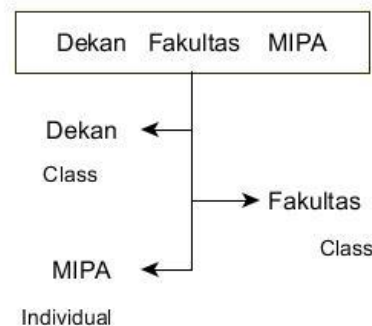 Dekan Fakultas MIPA
Dekan
Class
Fakultas
Class
MIPA
Individual